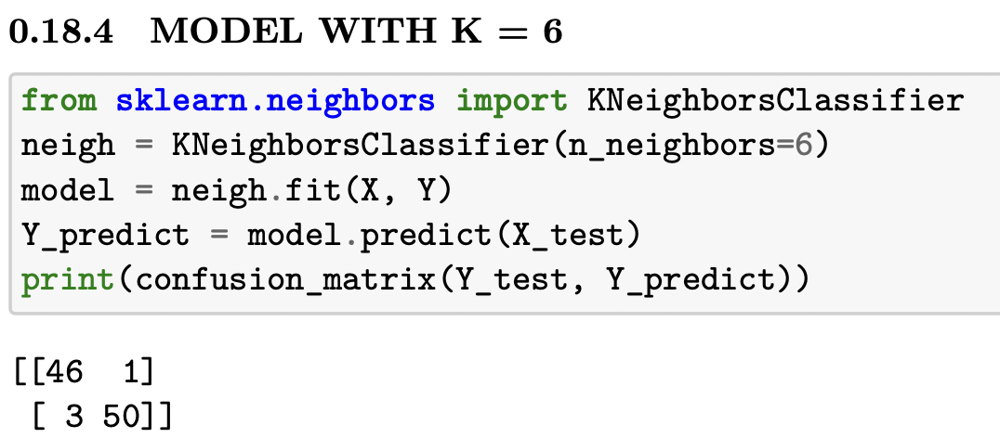 0.18.4 MODEL WITH K = 6
from sklearn.neighbors import KNeighborsClassifier
neigh = KNeighborsClassifier(n_neighbors=6)
model = neigh.fit(X, Y)
Y_predict = model.predict(X_test)
print(confusion_matrix(Y_test, Y_predict))
[[46  1]
 [ 3 50]]